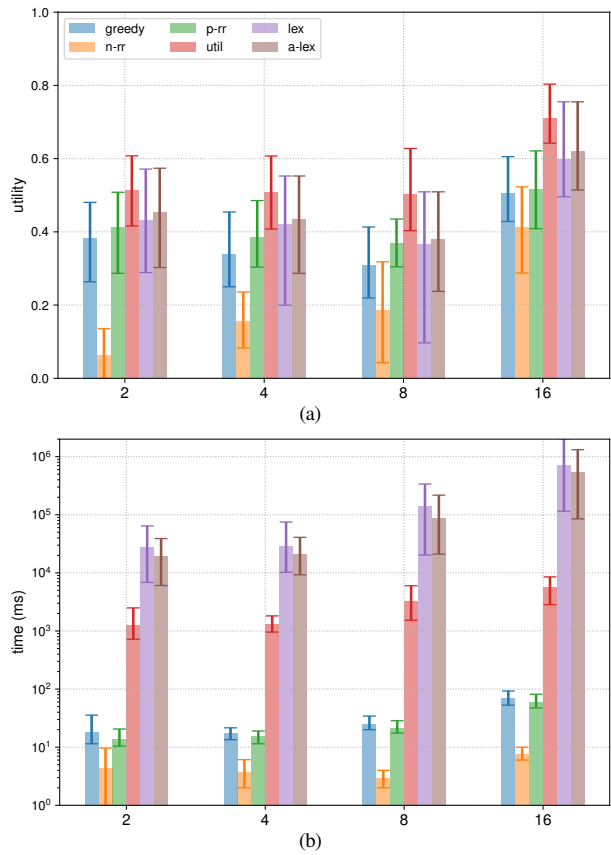 1.0
greedy p-rr lex
n-rr util a-lex
0.8
0.6
0.4
0.2
0.0
utility
2 4 8 16
(a)
10^6
10^5
10^4
10^3
10^2
10^1
10^0
time (ms)
2 4 8 16
(b)